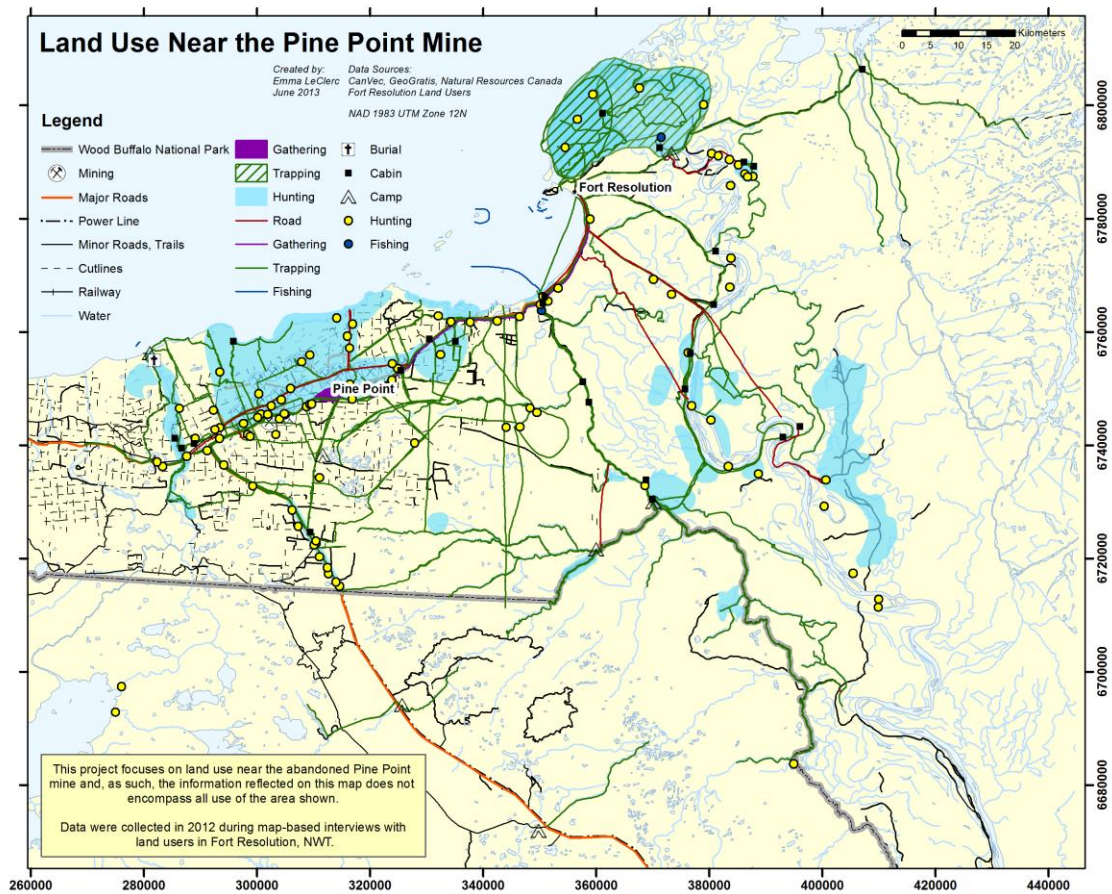 Land Use Near the Pine Point Mine
Created by:
Emma LeClerc
June 2013
Data Sources:
CanVec, GeoGratis, Natural Resources Canada
Fort Resolution Land Users
NAD 1983 UTM Zone 12N
Kilometers
0 5 10 15 20
Legend
Wood Buffalo National Park
Mining
Major Roads
Power Line
Minor Roads, Trails
Cutlines
Railway
Water
Gathering
Trapping
Hunting
Road
Gathering
Trapping
Fishing
Burial
Cabin
Camp
Hunting
Fishing
Fort Resolution
Pine Point
This project focuses on land use near the abandoned Pine Point
mine and, as such, the information reflected on this map does not
encompass all use of the area shown.
Data were collected in 2012 during map-based interviews with
land users in Fort Resolution, NWT.
6800000
6780000
6760000
6740000
6720000
6700000
6680000
260000 280000 300000 320000 340000 360000 380000 400000 420000 440000